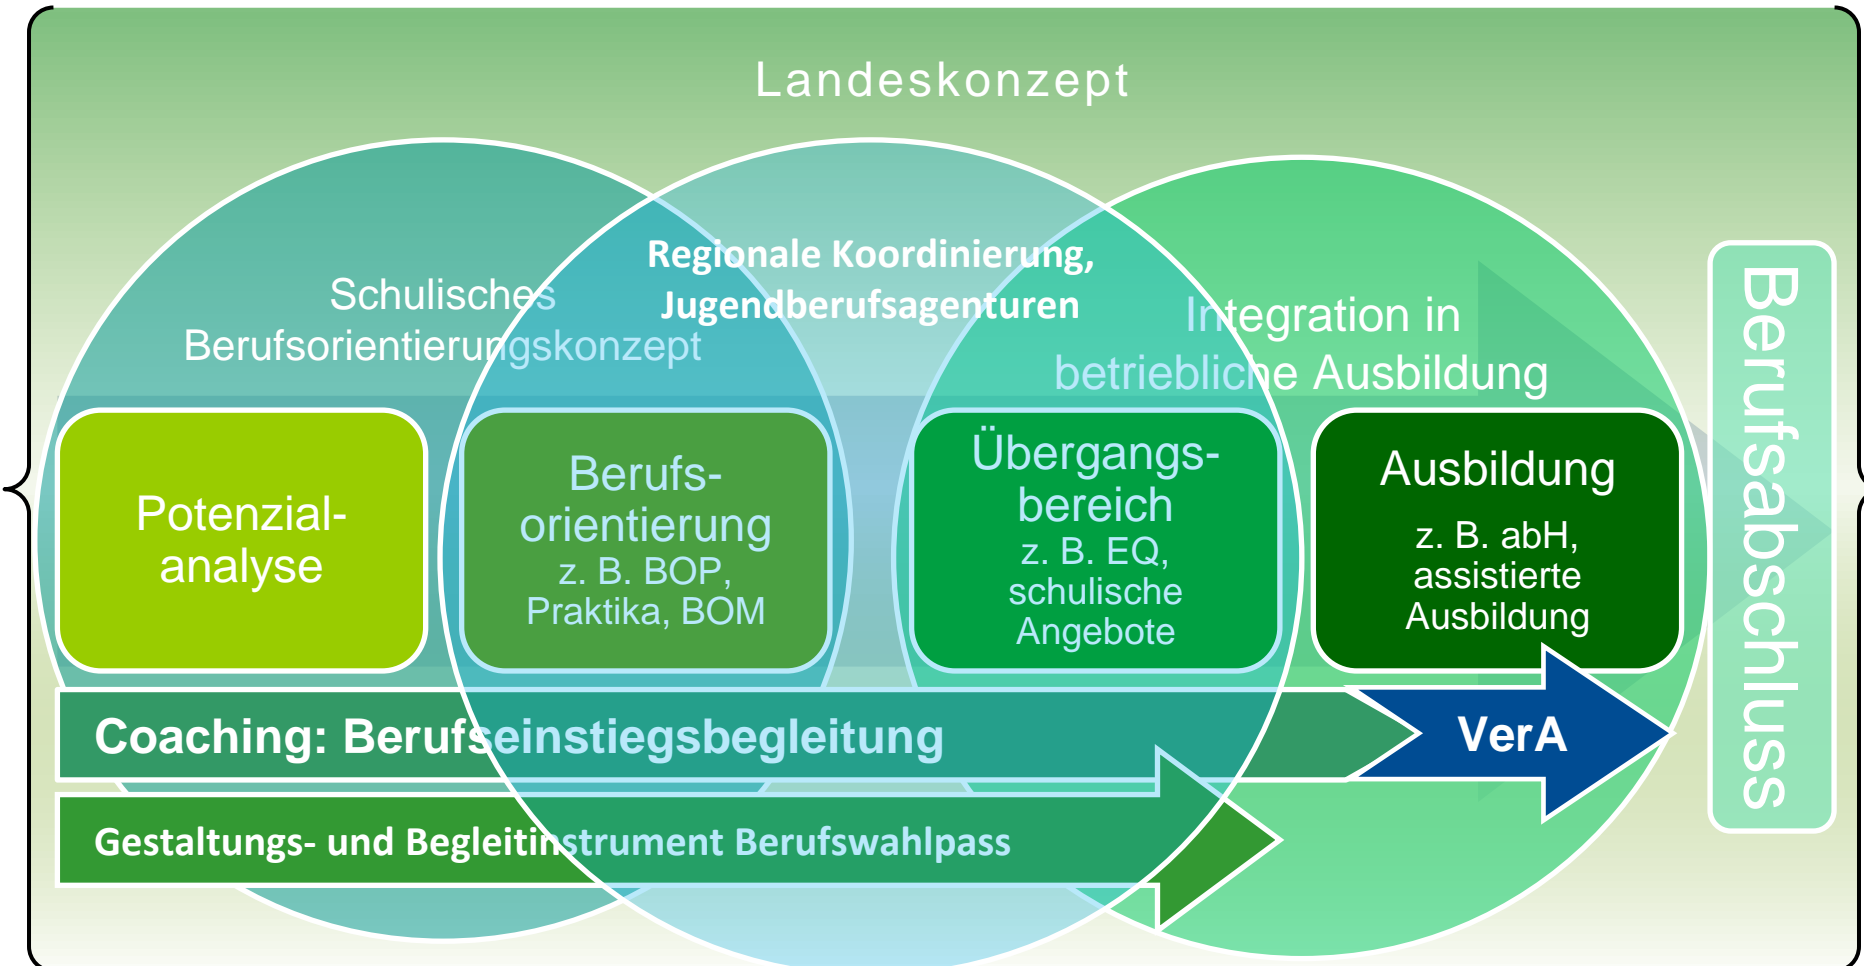 Landeskonzept
Schulisches
Berufsorientierungskonzept
Regionale Koordinierung,
Jugendberufsagenturen
Integration in
betriebliche Ausbildung
Potenzial-
analyse
Berufs-
orientierung
z. B. BOP,
Praktika, BOM
Übergangs-
bereich
z. B. EQ,
schulische
Angebote
Ausbildung
z. B. abH,
assistierte
Ausbildung
Berufsabschluss
Coaching: Berufseinstiegsbegleitung
VerA
Gestaltungs- und Begleitinstrument Berufswahlpass